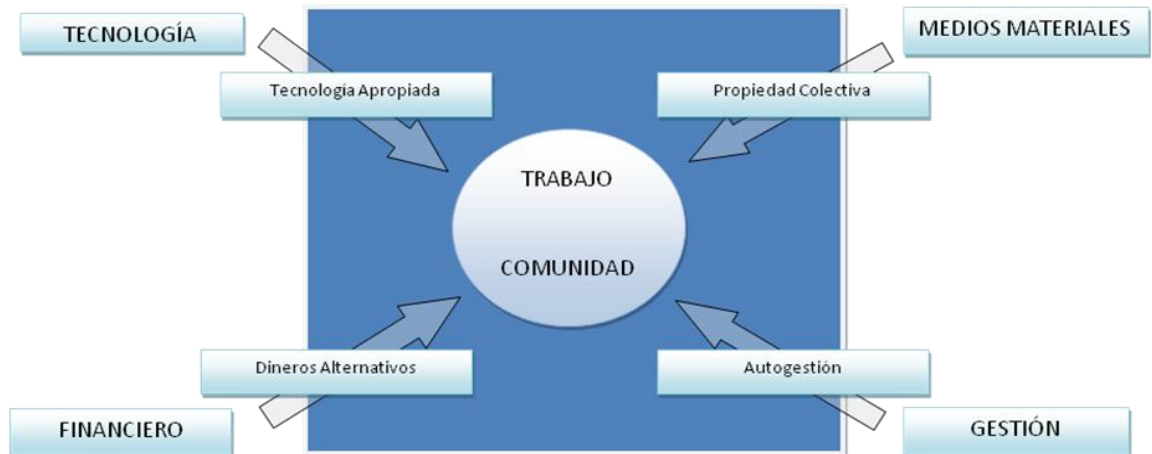 TECNOLOGÍA
MEDIOS MATERIALES
Tecnología Apropiada
Propiedad Colectiva
TRABAJO
COMUNIDAD
Dineros Alternativos
Autogestión
FINANCIERO
GESTIÓN